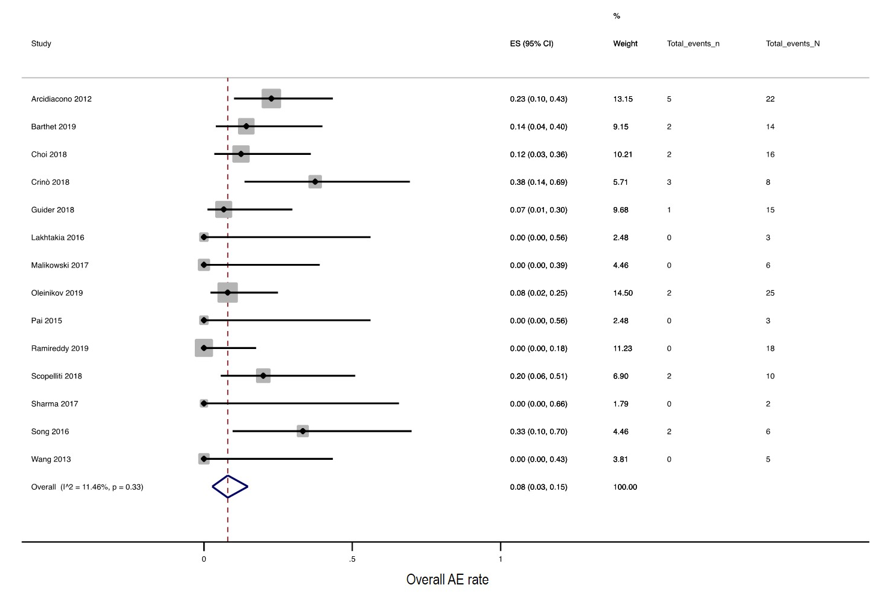 %
Study ES (95% CI) Weight Total_events_n Total_events_N
Arcidiacono 2012 0.23 (0.10, 0.43) 13.15 5 22
Barthet 2019 0.14 (0.04, 0.40) 9.15 2 14
Choi 2018 0.12 (0.03, 0.36) 10.21 2 16
Crinò 2018 0.38 (0.14, 0.69) 5.71 3 8
Guider 2018 0.07 (0.01, 0.30) 9.68 1 15
Lakhtakia 2016 0.00 (0.00, 0.56) 2.48 0 3
Malikowski 2017 0.00 (0.00, 0.39) 4.46 0 6
Oleinikov 2019 0.08 (0.02, 0.25) 14.50 2 25
Pai 2015 0.00 (0.00, 0.56) 2.48 0 3
Ramireddy 2019 0.00 (0.00, 0.18) 11.23 0 18
Scopelliti 2018 0.20 (0.06, 0.51) 6.90 2 10
Sharma 2017 0.00 (0.00, 0.66) 1.79 0 2
Song 2016 0.33 (0.10, 0.70) 4.46 2 6
Wang 2013 0.00 (0.00, 0.43) 3.81 0 5
Overall (I^2 = 11.46%, p = 0.33) 0.08 (0.03, 0.15) 100.00
0 .5 1
Overall AE rate